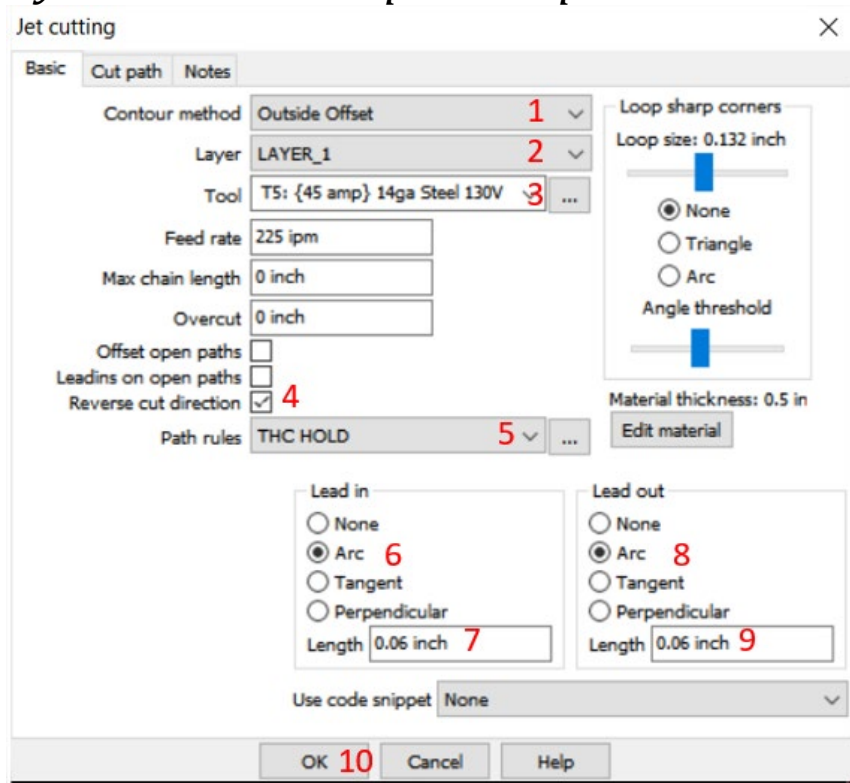 Jet cutting
Basic Cut path Notes
Contour method Outside Offset 1
Layer LAYER_1 2
Tool T5: {45 amp} 14ga Steel 130V 3 ...
Feed rate 225 ipm
Max chain length 0 inch
Overcut 0 inch
Offset open paths
Leadins on open paths
Reverse cut direction 4
Path rules THC HOLD 5 ...
Loop sharp corners
Loop size: 0.132 inch
None
Triangle
Arc
Angle threshold
Material thickness: 0.5 in
Edit material
Lead in
None
Arc 6
Tangent
Perpendicular
Length 0.06 inch 7
Lead out
None
Arc 8
Tangent
Perpendicular
Length 0.06 inch 9
Use code snippet None
OK 10 Cancel Help